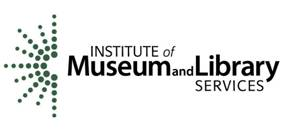 INSTITUTE of
Museum and Library
SERVICES